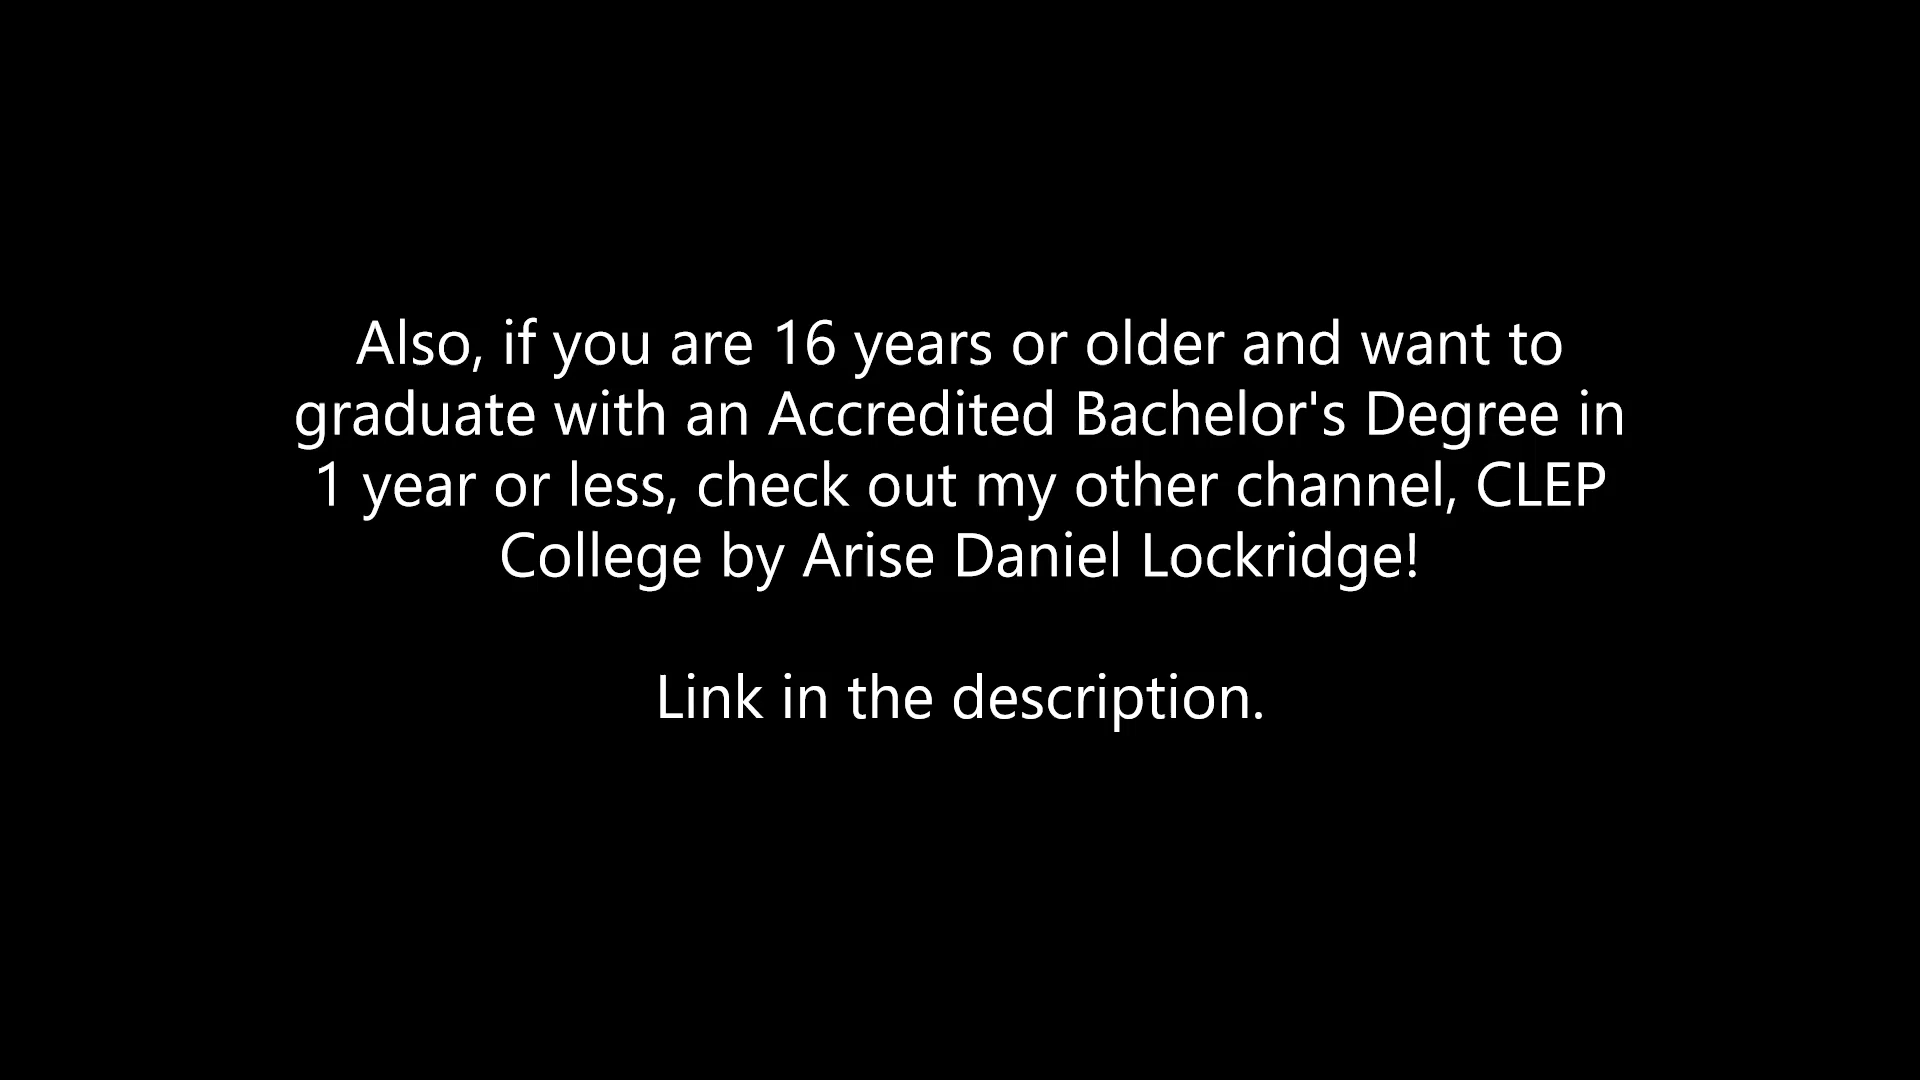 Also, if you are 16 years or older and want to
graduate with an Accredited Bachelor's Degree in
1 year or less, check out my other channel, CLEP
College by Arise Daniel Lockridge!
Link in the description.